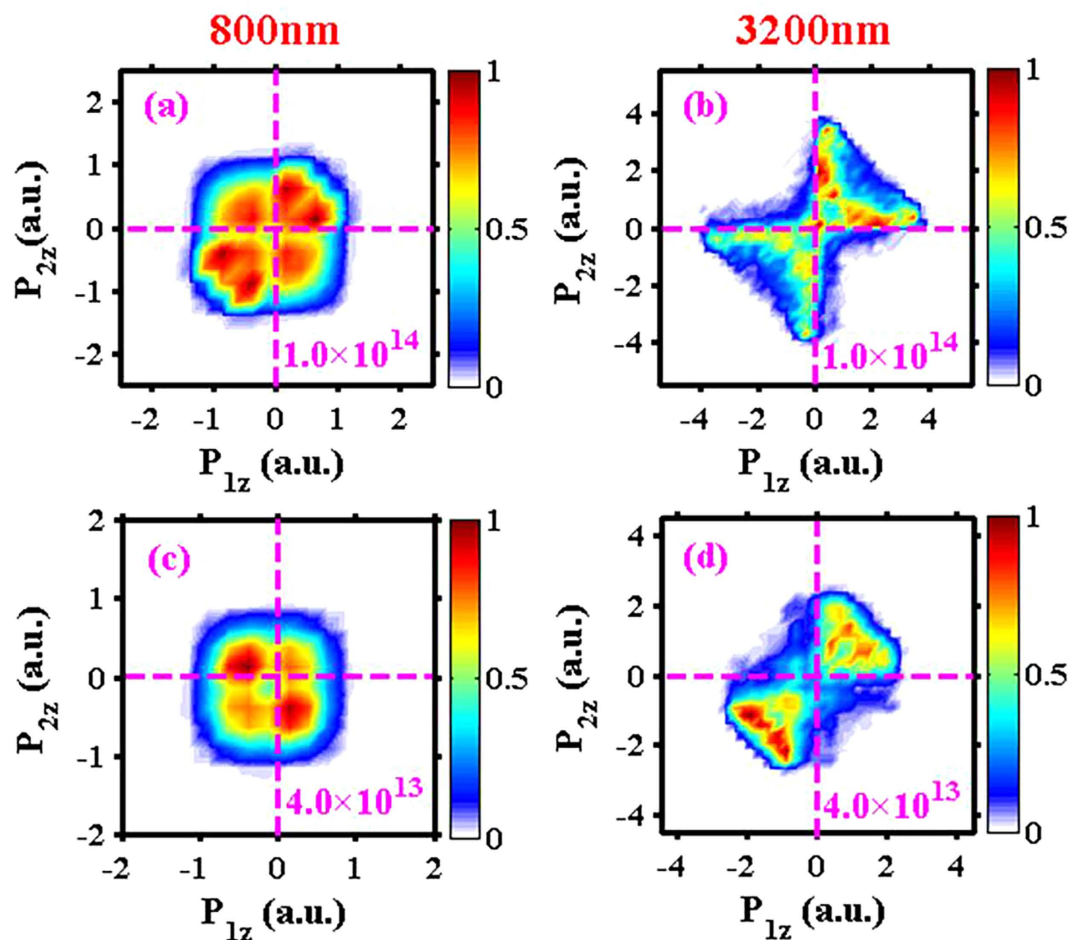 800nm
3200nm
(a)
2
1
0
-1
-2
P2z(a.u.)
1.0×10^14
-2 -1 0 1 2
P1z (a.u.)
1
0.5
0
(b)
4
2
0
-2
-4
P2z (a.u.)
1.0×10^14
-4 -2 0 2 4
P1z (a.u.)
1
0.5
0
(c)
2
1
0
-1
-2
P2z (a.u.)
4.0×10^13
-2 -1 0 1 2
P1z (a.u.)
1
0.5
0
(d)
4
2
0
-2
-4
P2z (a.u.)
4.0×10^13
-4 -2 0 2 4
P1z (a.u.)
1
0.5
0